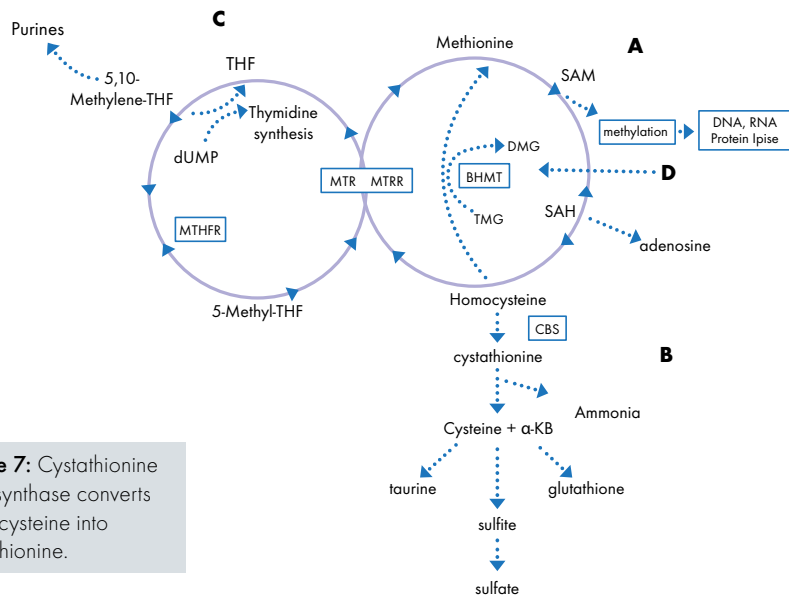 C
Purines
THF
5,10-
Methylene-THF
Thymidine
synthesis
dUMP
MTHFR
5-Methyl-THF
MTR MTRR
Methionine
A
SAM
methylation
DNA, RNA
Protein Ipise
DMG
BHMT
D
TMG
SAH
adenosine
Homocysteine
CBS
cystathionine
B
Ammonia
Cysteine + α-KB
taurine
glutathione
sulfite
sulfate
e 7: Cystathionine
synthase converts
cysteine into
hionine.